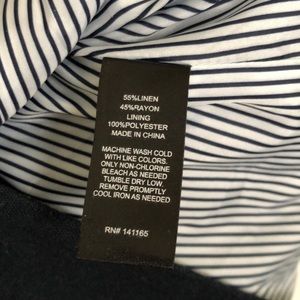 55%LINEN
45%RAYON
LINING
100%POLYESTER
MADE IN CHINA
MACHINE WASH COLD
WITH LIKE COLORS.
ONLY NON-CHLORINE
BLEACH AS NEEDED
TUMBLE DRY LOW.
REMOVE PROMPTLY
COOL IRON AS NEEDED
RN# 141165